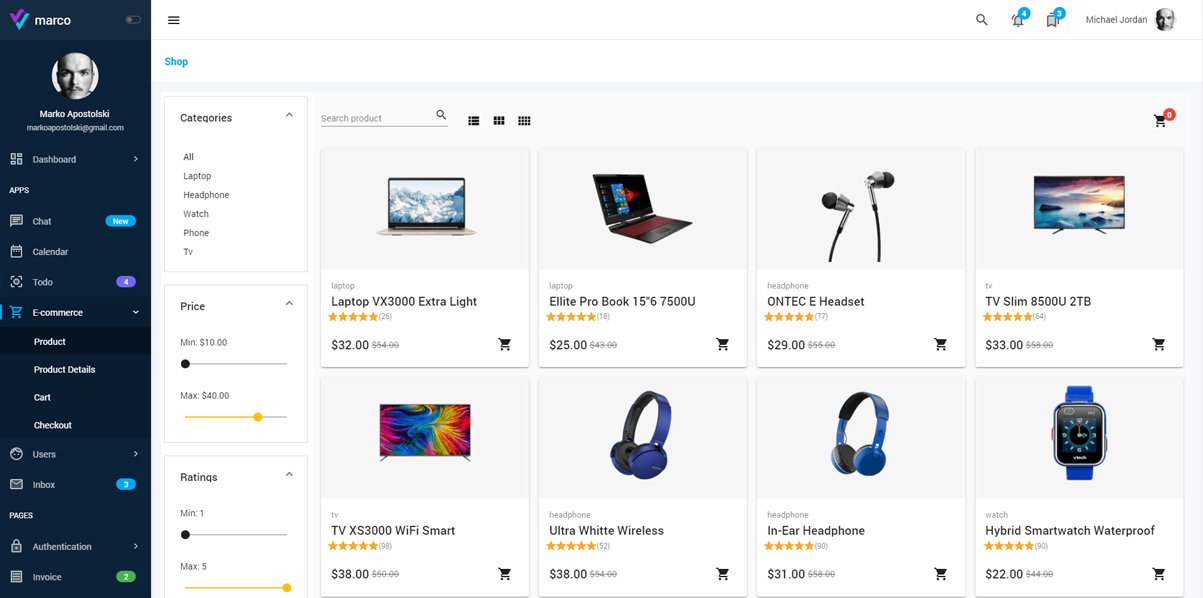 marco
4
3
Michael Jordan
Shop
Marko Apostolski
markoapostolski@gmail.com
Dashboard
APPS
Chat New
Calendar
Todo 4
E-commerce
Product
Product Details
Cart
Checkout
Users
Inbox 3
PAGES
Authentication
Invoice 2
Categories
All
Laptop
Headphone
Watch
Phone
Tv
Price
Min: $10.00
Max: $40.00
Ratings
Min: 1
Max: 5
Search product
0
laptop
Laptop VX3000 Extra Light
(26)
$32.00 $54.00
laptop
Ellite Pro Book 15"6 7500U
(18)
$25.00 $43.00
headphone
ONTEC E Headset
(77)
$29.00 $55.00
tv
TV Slim 8500U 2TB
(64)
$33.00 $58.00
tv
TV XS3000 WiFi Smart
(98)
$38.00 $50.00
headphone
Ultra Whitte Wireless
(52)
$38.00 $54.00
headphone
In-Ear Headphone
(90)
$31.00 $58.00
vtech
watch
Hybrid Smartwatch Waterproof
(90)
$22.00 $44.00